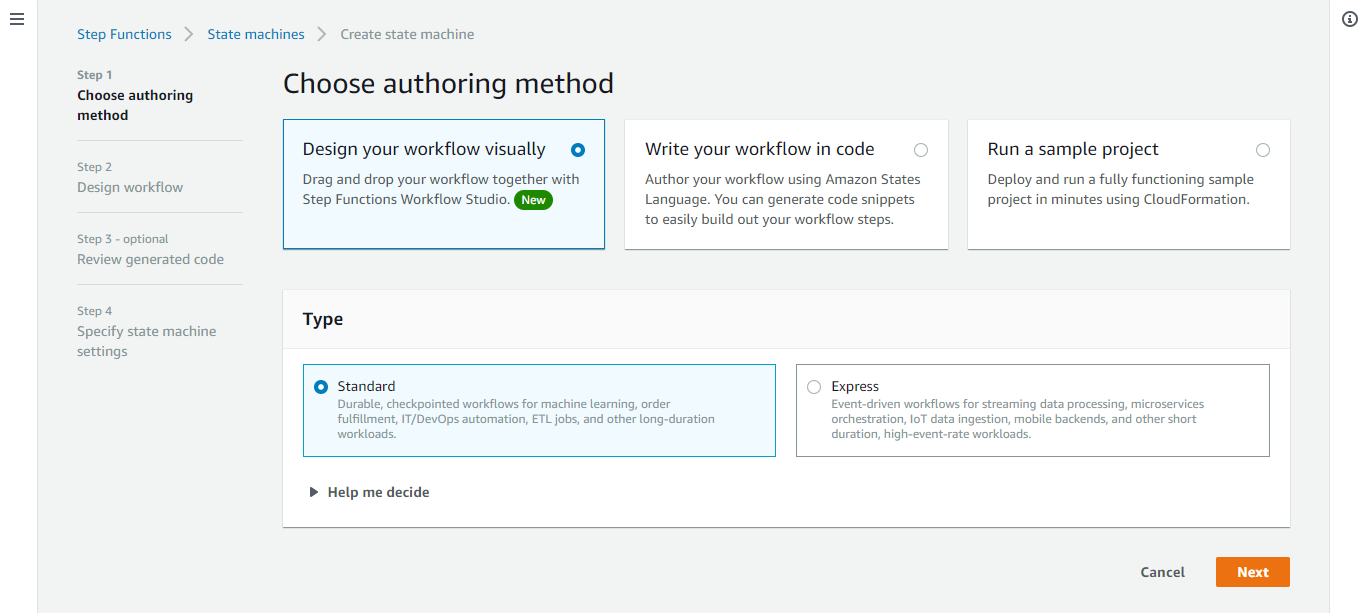 Step Functions > State machines > Create state machine
Step 1
Choose authoring
method
Step 2
Design workflow
Step 3 - optional
Review generated code
Step 4
Specify state machine
settings
Choose authoring method
Design your workflow visually
Drag and drop your workflow together with
Step Functions Workflow Studio. New
Write your workflow in code
Author your workflow using Amazon States
Language. You can generate code snippets
to easily build out your workflow steps.
Run a sample project
Deploy and run a fully functioning sample
project in minutes using CloudFormation.
Type
Standard
Durable, checkpointed workflows for machine learning, order
fulfillment, IT/DevOps automation, ETL jobs, and other long-duration
workloads.
Express
Event-driven workflows for streaming data processing, microservices
orchestration, IoT data ingestion, mobile backends, and other short
duration, high-event-rate workloads.
Help me decide
Cancel
Next